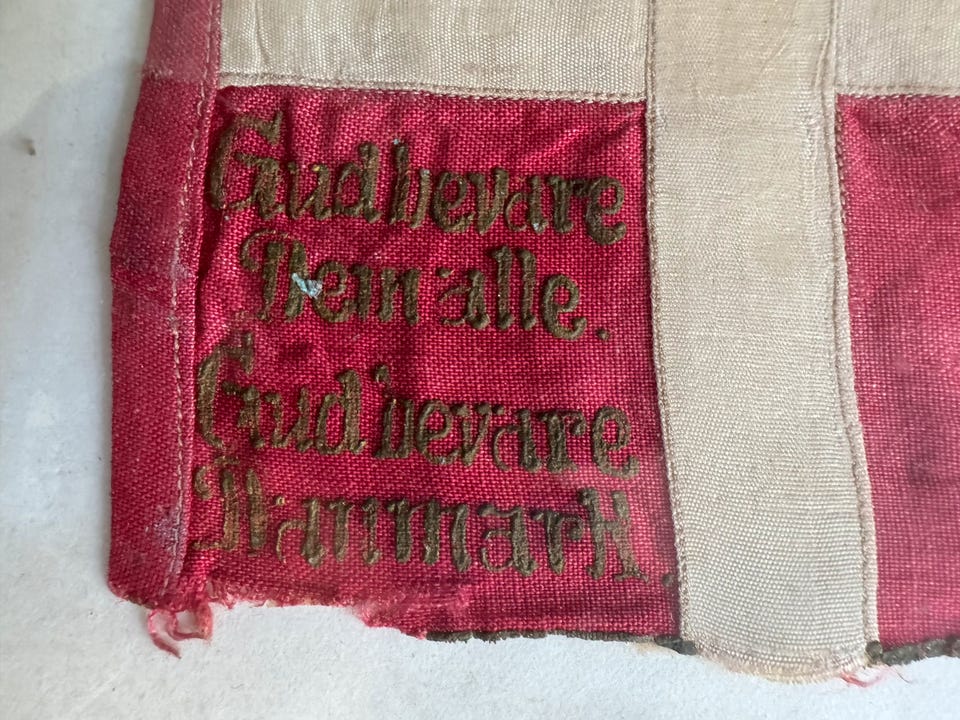 Gud bevare
Dem alle.
Gud bevare
Danmark.